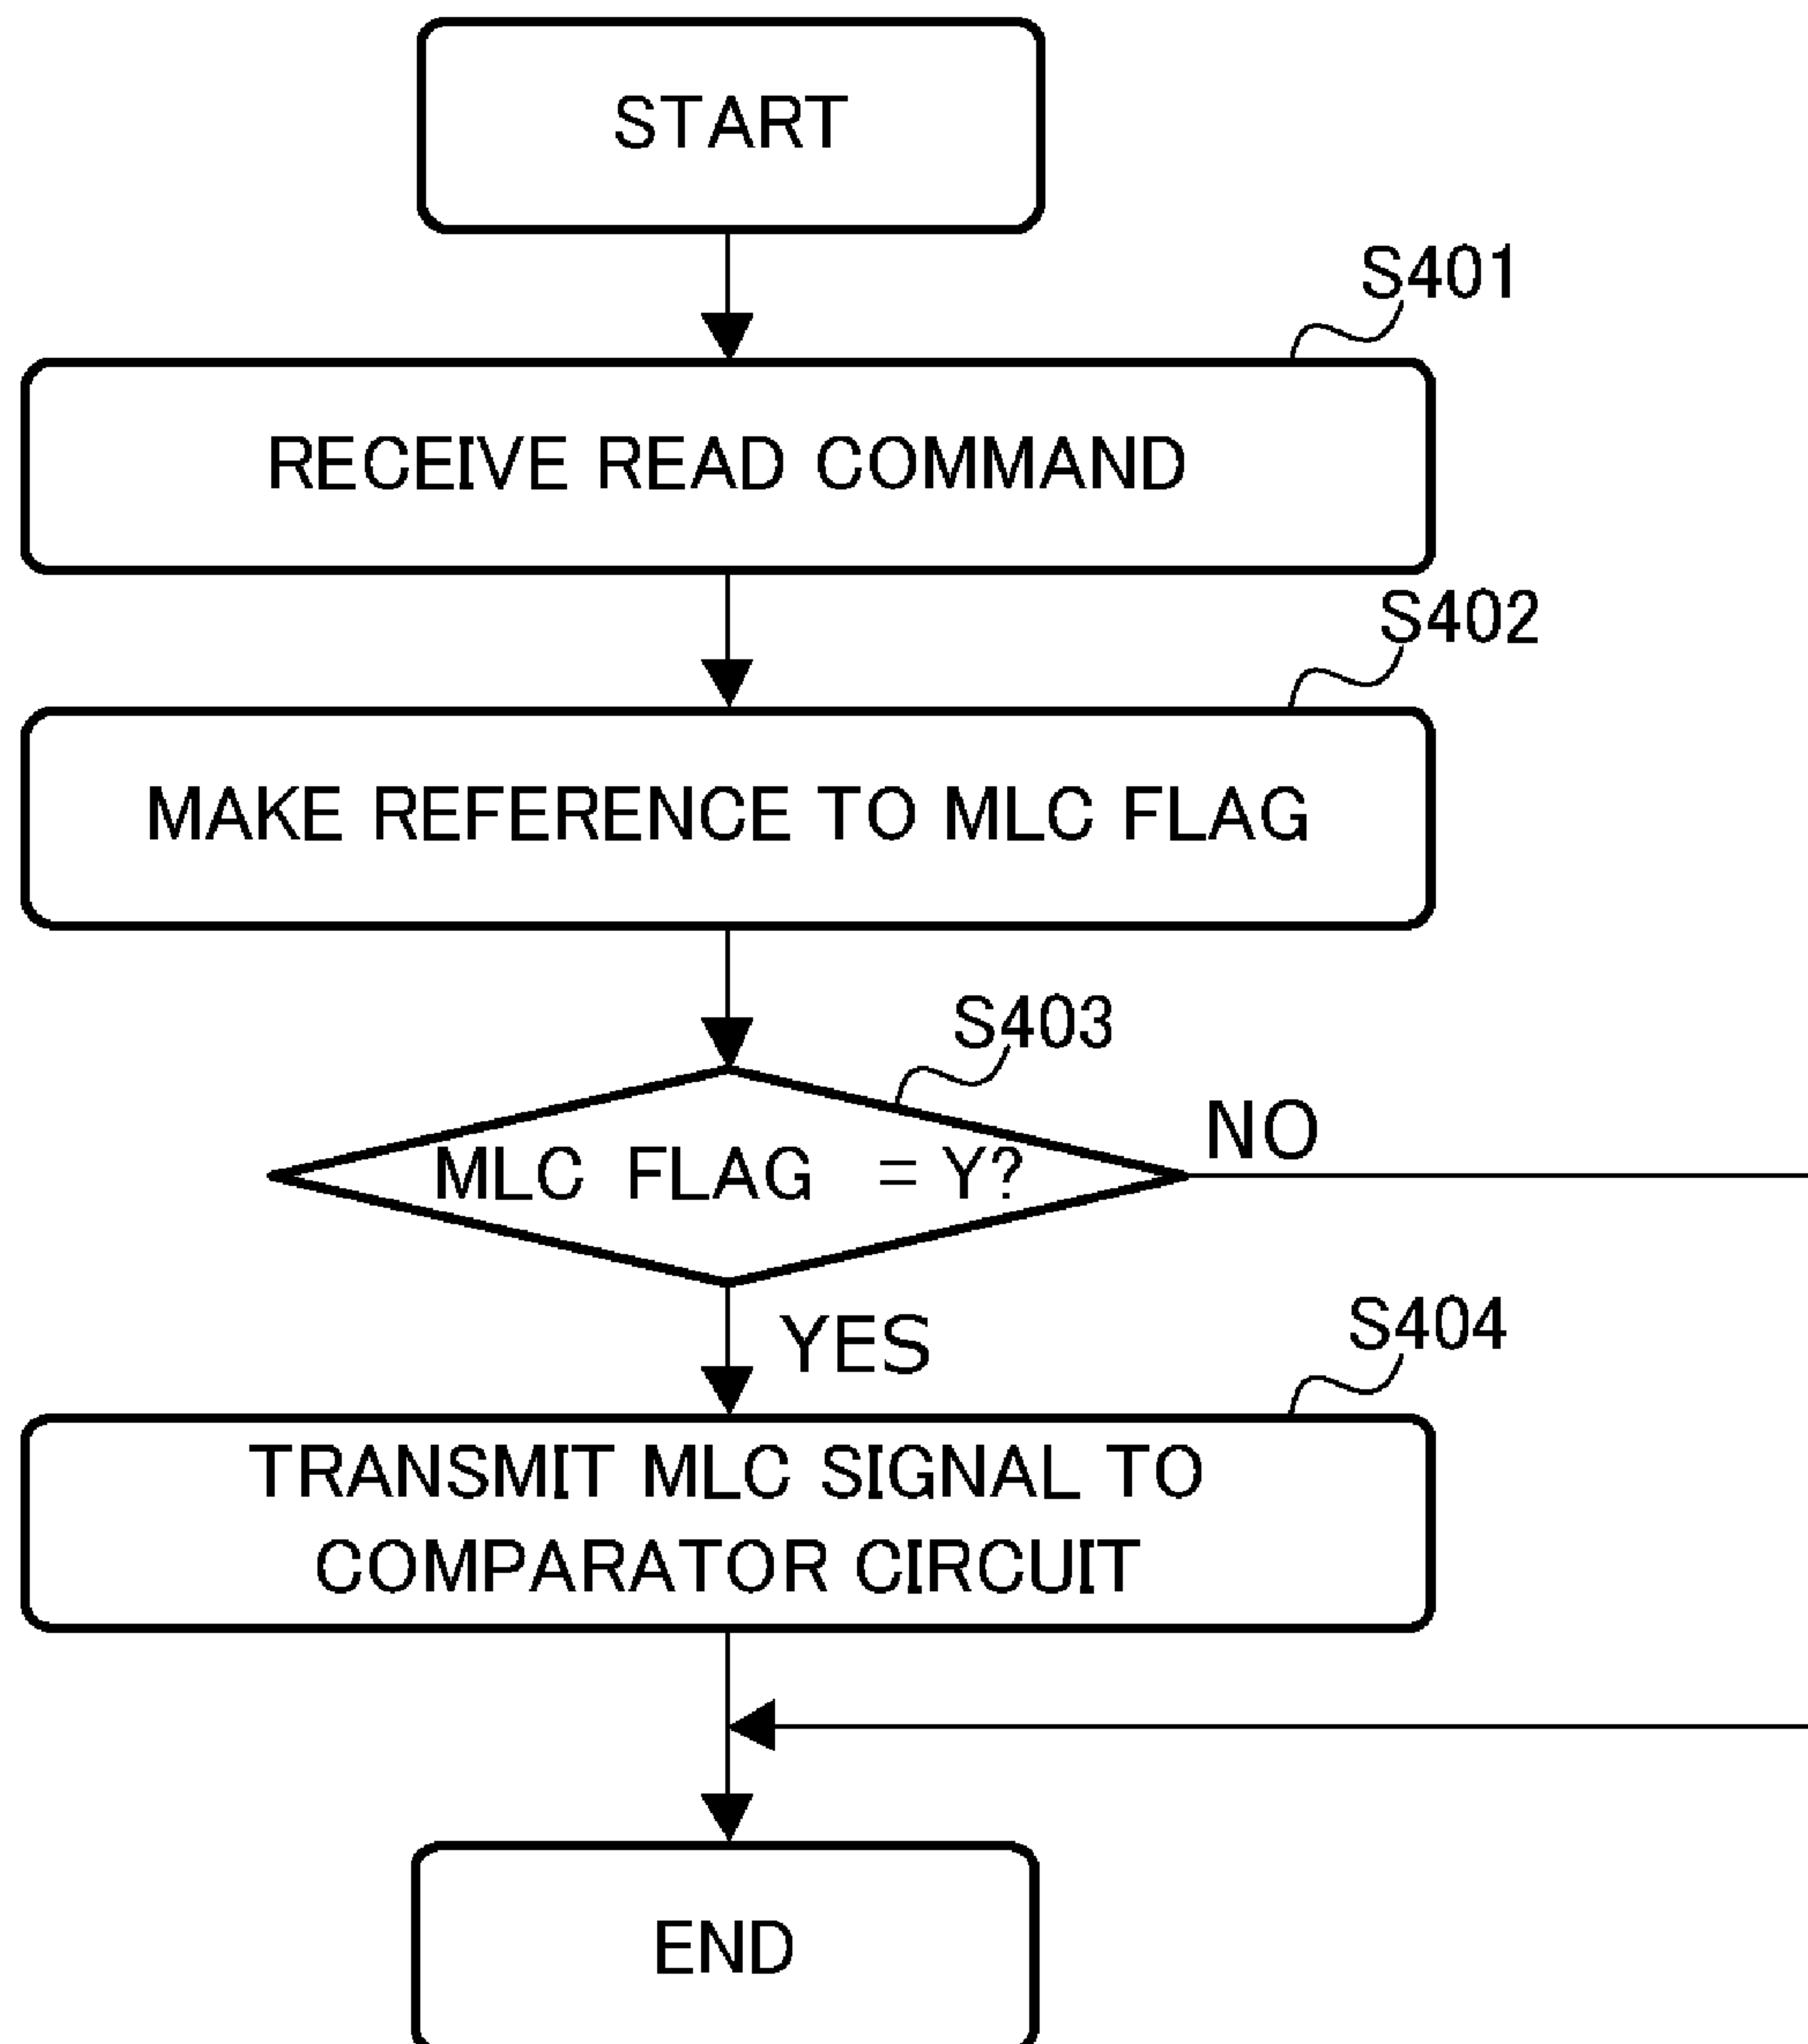 START
S401
RECEIVE READ COMMAND
S402
MAKE REFERENCE TO MLC FLAG
S403
NO
MLC FLAG = Y?
YES
S404
TRANSMIT MLC SIGNAL TO
COMPARATOR CIRCUIT
END